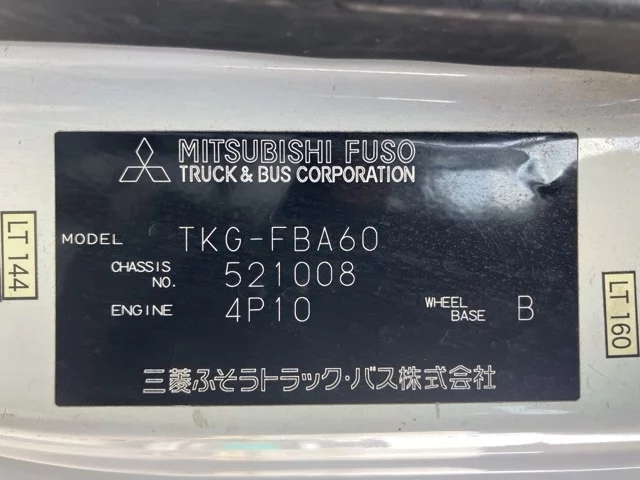 MITSUBISHI FUSO
TRUCK & BUS CORPORATION
MODEL TKG-FBA60
CHASSIS NO. 521008
ENGINE 4P10 WHEEL BASE B
三菱ふそうトラック・バス株式会社
LT 144
LT 160